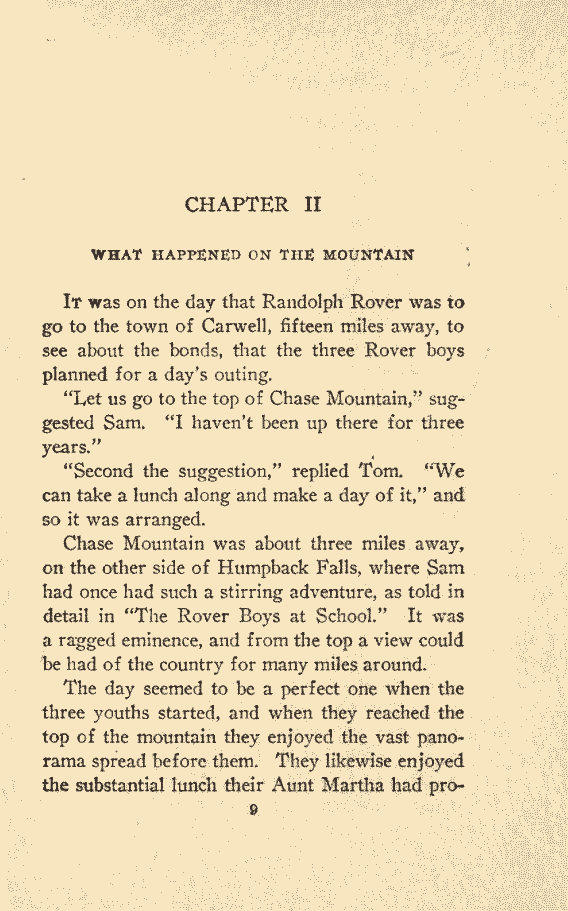 CHAPTER II
WHAT HAPPENED ON THE MOUNTAIN
It was on the day that Randolph Rover was to
go to the town of Carwell, fifteen miles away, to
see about the bonds, that the three Rover boys
planned for a day's outing.
"Let us go to the top of Chase Mountain," sug-
gested Sam. "I haven't been up there for three
years."
"Second the suggestion," replied Tom. "We
can take a lunch along and make a day of it," and
so it was arranged.
Chase Mountain was about three miles away,
on the other side of Humpback Falls, where Sam
had once had such a stirring adventure, as told in
detail in "The Rover Boys at School." It was
a ragged eminence, and from the top a view could
be had of the country for many miles around.
The day seemed to be a perfect one when the
three youths started, and when they reached the
top of the mountain they enjoyed the vast pano-
rama spread before them. They likewise enjoyed
the substantial lunch their Aunt Martha had pro-
9